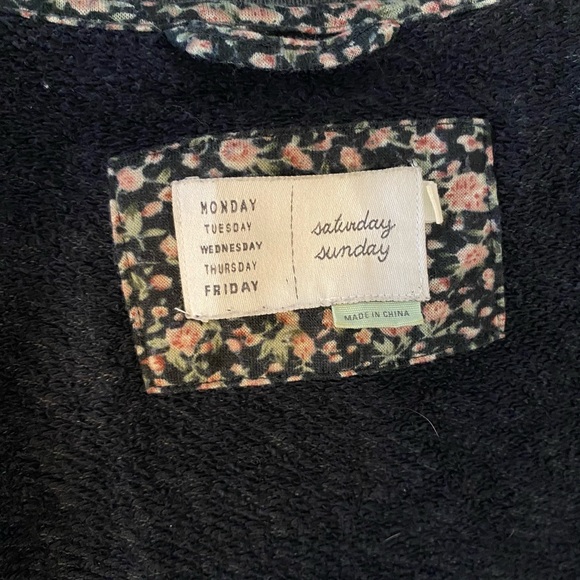 MONDAY
TUESDAY
WEDNESDAY
THURSDAY
FRIDAY
saturday
sunday
MADE IN CHINA